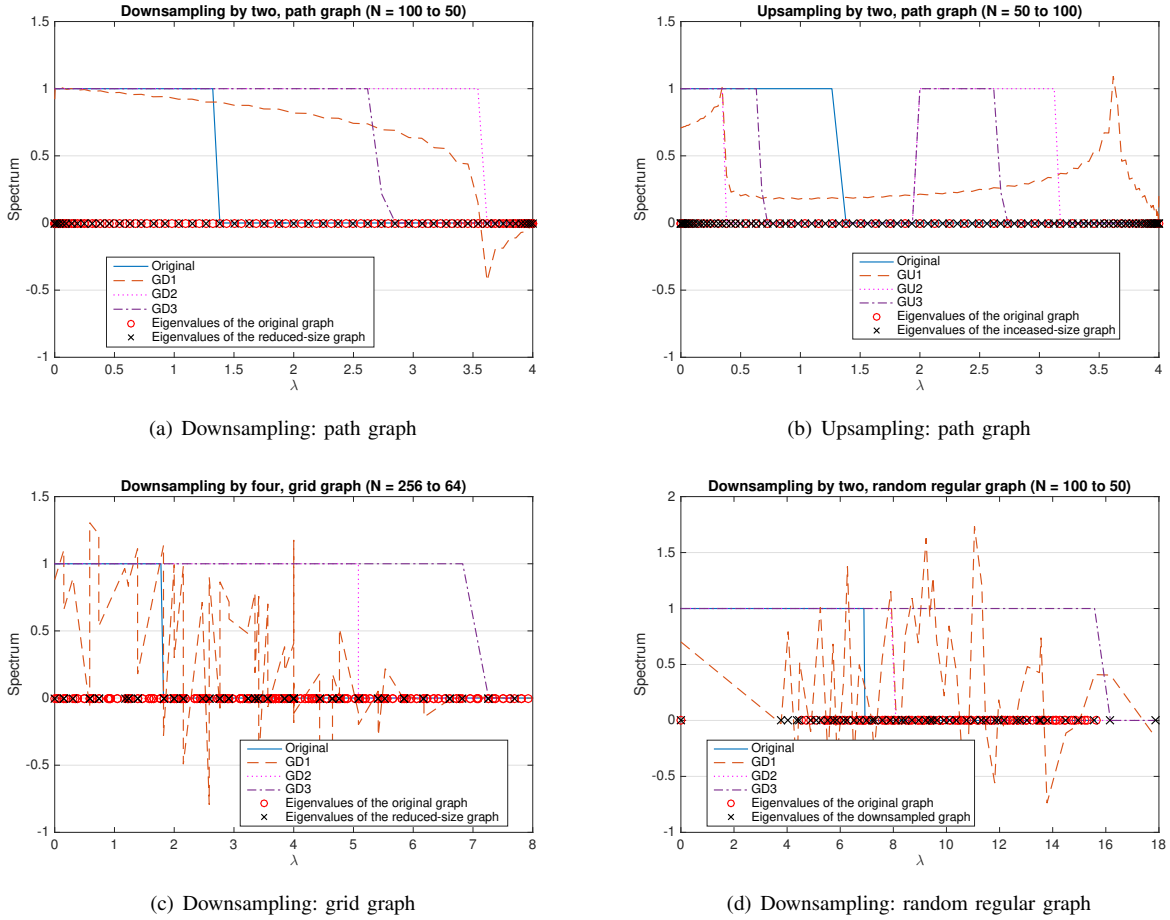 Downsampling by two, path graph (N = 100 to 50)
1.5
1
0.5
0
-0.5
-1
Spectrum
Original
GD1
GD2
GD3
Eigenvalues of the original graph
Eigenvalues of the reduced-size graph
0 0.5 1 1.5 2 2.5 3 3.5 4
λ
(a) Downsampling: path graph
Upsampling by two, path graph (N = 50 to 100)
1.5
1
0.5
0
-0.5
-1
Spectrum
Original
GU1
GU2
GU3
Eigenvalues of the original graph
Eigenvalues of the inceased-size graph
0 0.5 1 1.5 2 2.5 3 3.5 4
λ
(b) Upsampling: path graph
Downsampling by four, grid graph (N = 256 to 64)
1.5
1
0.5
0
-0.5
-1
Spectrum
Original
GD1
GD2
GD3
Eigenvalues of the original graph
Eigenvalues of the reduced-size graph
0 1 2 3 4 5 6 7 8
λ
(c) Downsampling: grid graph
Downsampling by two, random regular graph (N = 100 to 50)
2
1.5
1
0.5
0
-0.5
-1
Spectrum
Original
GD1
GD2
GD3
Eigenvalues of the original graph
Eigenvalues of the downsampled graph
0 2 4 6 8 10 12 14 16 18
λ
(d) Downsampling: random regular graph